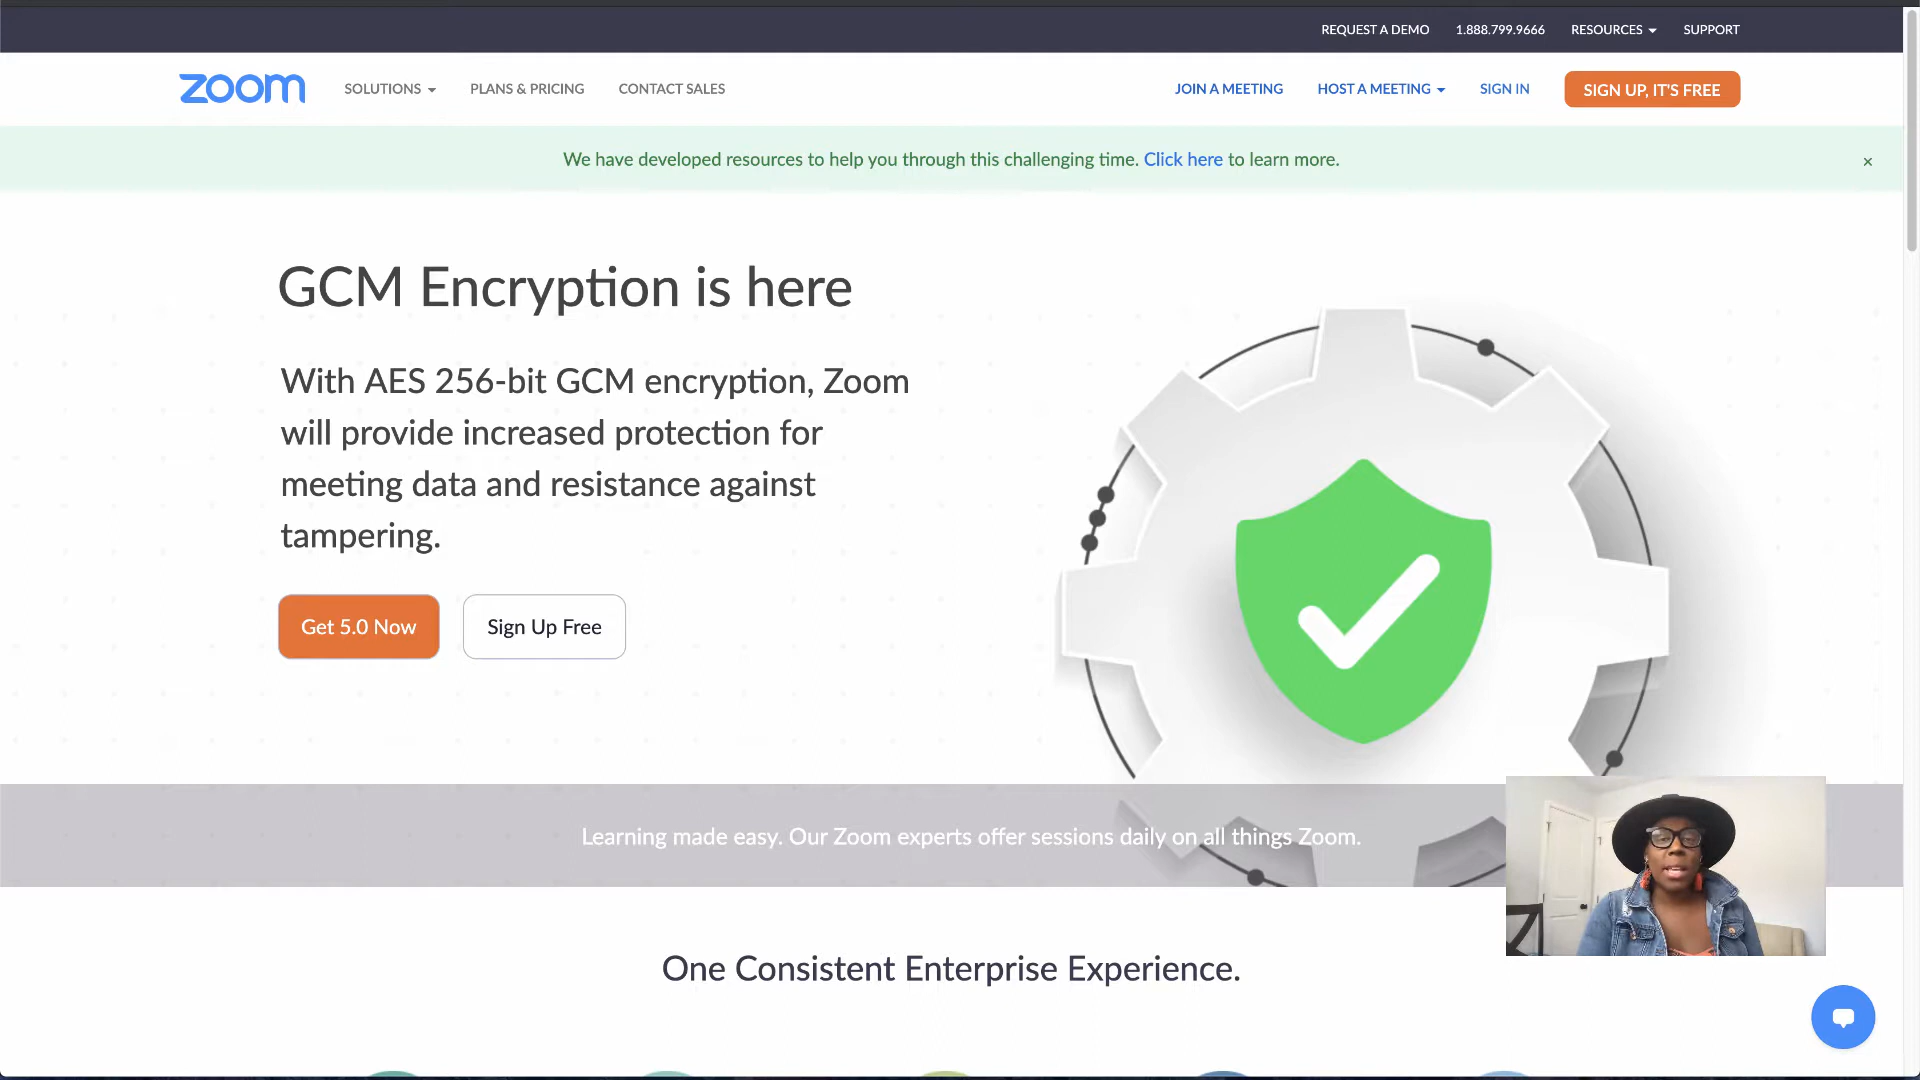 REQUEST A DEMO 1.888.799.9666 RESOURCES SUPPORT
zoom SOLUTIONS PLANS & PRICING CONTACT SALES JOIN A MEETING HOST A MEETING SIGN IN SIGN UP, IT'S FREE
We have developed resources to help you through this challenging time. Click here to learn more. ×
GCM Encryption is here
With AES 256-bit GCM encryption, Zoom
will provide increased protection for
meeting data and resistance against
tampering.
Get 5.0 Now Sign Up Free
Learning made easy. Our Zoom experts offer sessions daily on all things Zoom.
One Consistent Enterprise Experience.